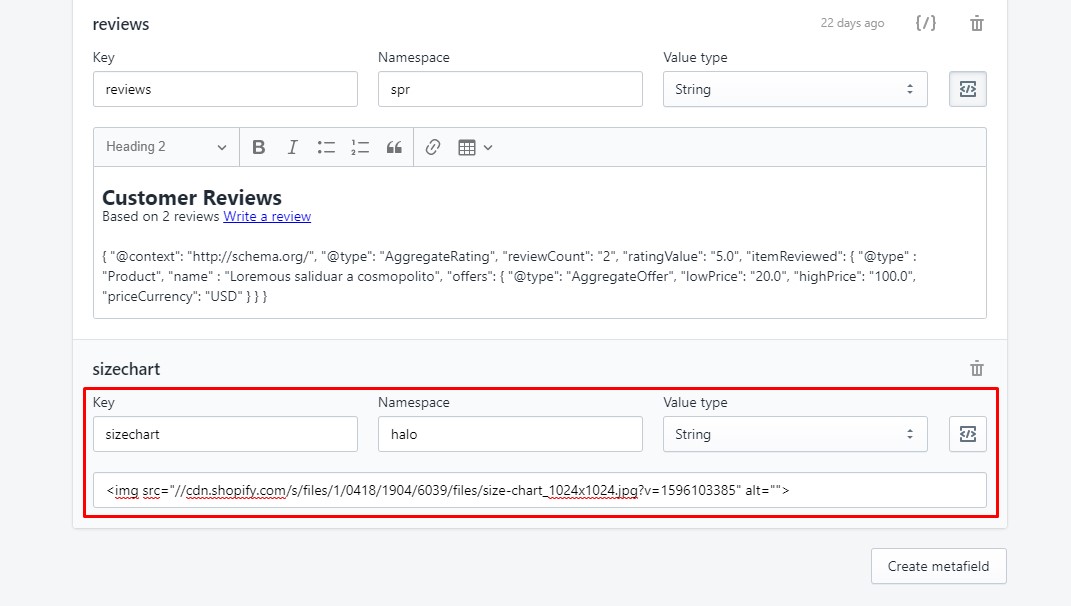 reviews 22 days ago {/}
Key Namespace Value type
reviews spr String
Heading 2 B I
Customer Reviews
Based on 2 reviews Write a review
{ "@context": "http://schema.org/", "@type": "AggregateRating", "reviewCount": "2", "ratingValue": "5.0", "itemReviewed": { "@type" :
"Product", "name" : "Loremous saliduar a cosmopolito", "offers": { "@type": "AggregateOffer", "lowPrice": "20.0", "highPrice": "100.0",
"priceCurrency": "USD" } } }
sizechart
Key Namespace Value type
sizechart halo String
<img src="//cdn.shopify.com/s/files/1/0418/1904/6039/files/size-chart_1024x1024.jpg?v=1596103385" alt="">
Create metafield